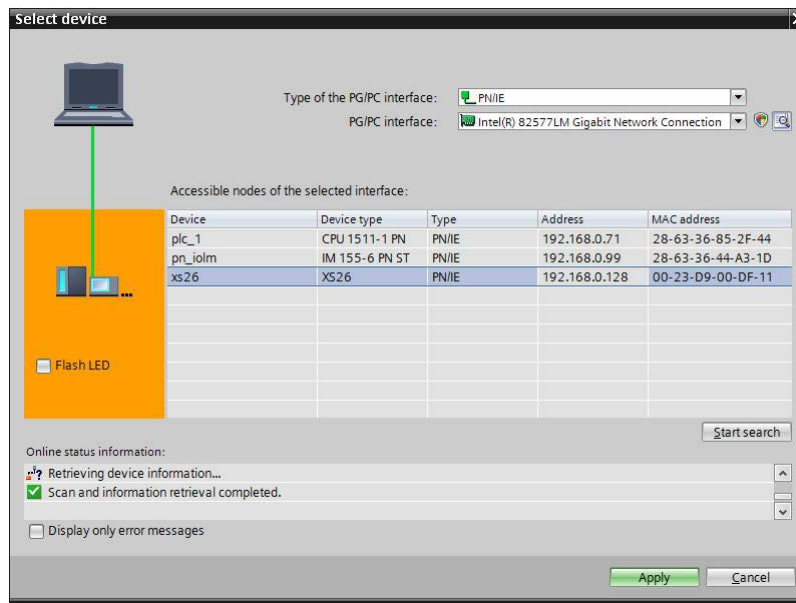 Select device
Type of the PG/PC interface: PN/IE
PG/PC interface: Intel(R) 82577LM Gigabit Network Connection
Accessible nodes of the selected interface:
Device Device type Type Address MAC address
plc_1 CPU 1511-1 PN PN/IE 192.168.0.71 28-63-36-85-2F-44
pn_iolm IM 155-6 PN ST PN/IE 192.168.0.99 28-63-36-44-A3-1D
xs26 XS26 PN/IE 192.168.0.128 00-23-D9-00-DF-11
Flash LED
Start search
Online status information:
Retrieving device information...
Scan and information retrieval completed.
Display only error messages
Apply Cancel